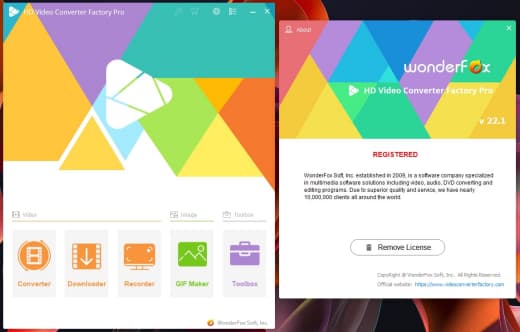 HD Video Converter Factory Pro
Video
Image
Toolbox
Converter
Downloader
Recorder
GIF Maker
Toolbox
WonderFox Soft, Inc.
About
WonderFox
HD Video Converter Factory Pro
v 22.1
REGISTERED
WonderFox Soft, Inc. established in 2009, is a software company specialized
in multimedia software solutions including video, audio, DVD converting and
editing programs. Due to superior quality and service, we have nearly
10,000,000 clients all around the world.
Remove License
CopyRight @ WonderFox Soft, Inc., All Rights Reserved.
Official website: https://www.videoconverterfactory.com